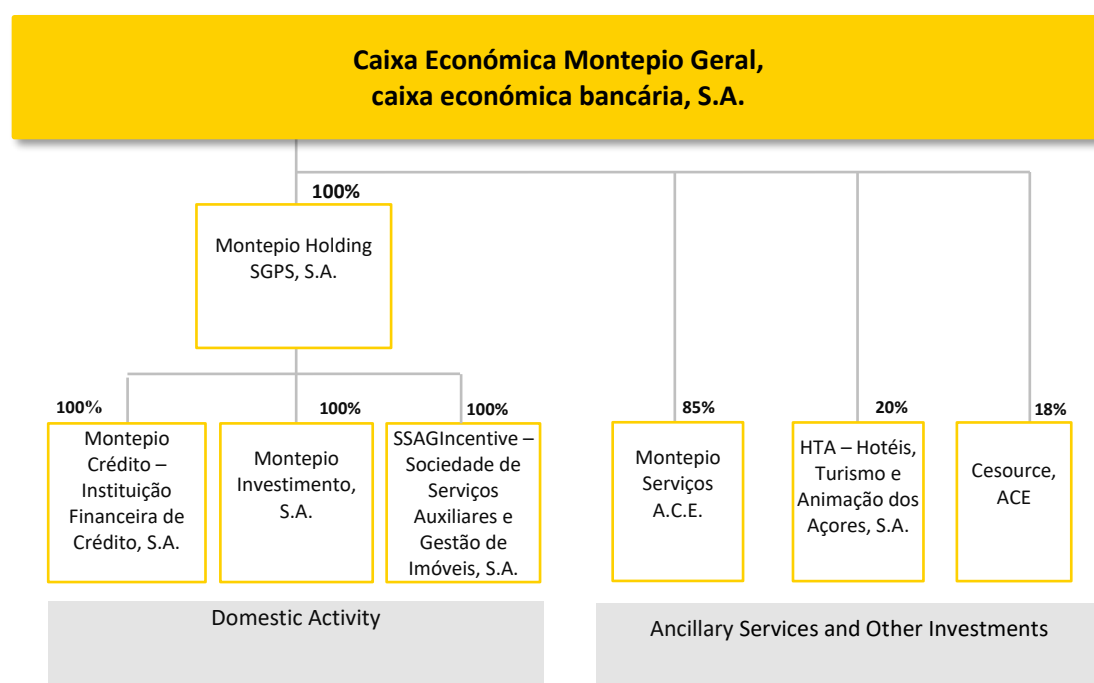 Caixa Económica Montepio Geral,
caixa económica bancária, S.A.
100%
Montepio Holding
SGPS, S.A.
100%
100%
100%
85%
20%
18%
Montepio
Crédito –
Instituição
Financeira de
Crédito, S.A.
Montepio
Investimento,
S.A.
SSAGIncentive –
Sociedade de
Serviços
Auxiliares e
Gestão de
Imóveis, S.A.
Montepio
Serviços
A.C.E.
HTA – Hotéis,
Turismo e
Animação dos
Açores, S.A.
Cesource,
ACE
Domestic Activity
Ancillary Services and Other Investments